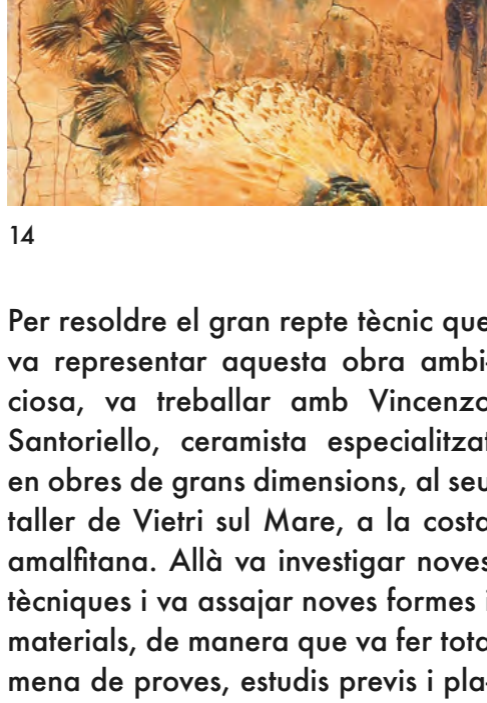 14
Per resoldre el gran repte tècnic que
va representar aquesta obra ambi-
ciosa, va treballar amb Vincenzo
Santoriello, ceramista especialitzat
en obres de grans dimensions, al seu
taller de Vietri sul Mare, a la costa
amalfitana. Allà va investigar noves
tècniques i va assajar noves formes i
materials, de manera que va fer tota
mena de proves, estudis previs i pla-